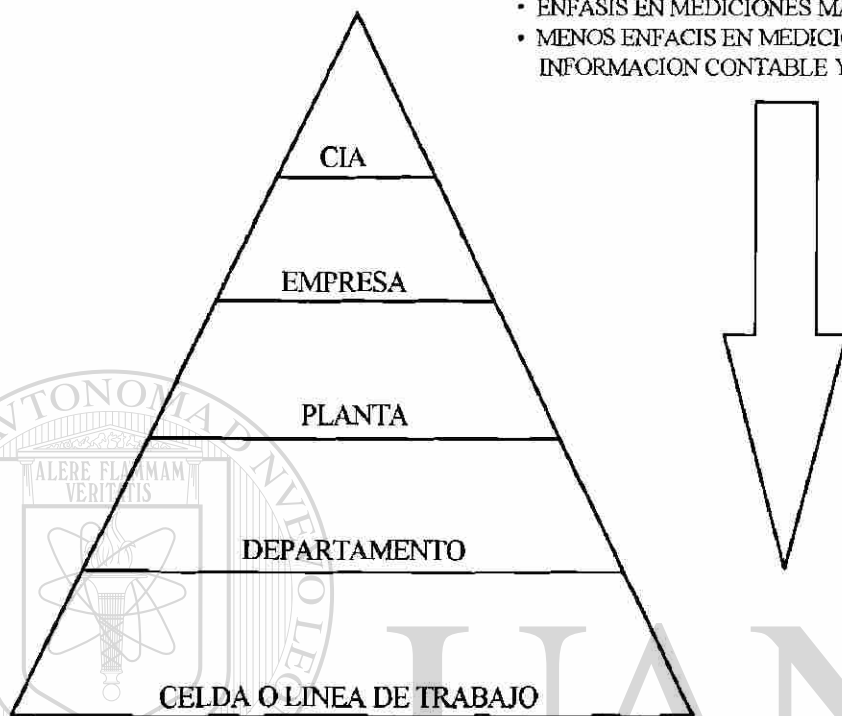 • ENFASIS EN MEDICIONES
• MENOS ENFACIS EN
INFORMACION CONTABLE Y
CIA
EMPRESA
PLANTA
DEPARTAMENTO
CELDA O LINEA DE TRABAJO
ALERE FLAMMAM
VERITATIS
UAN